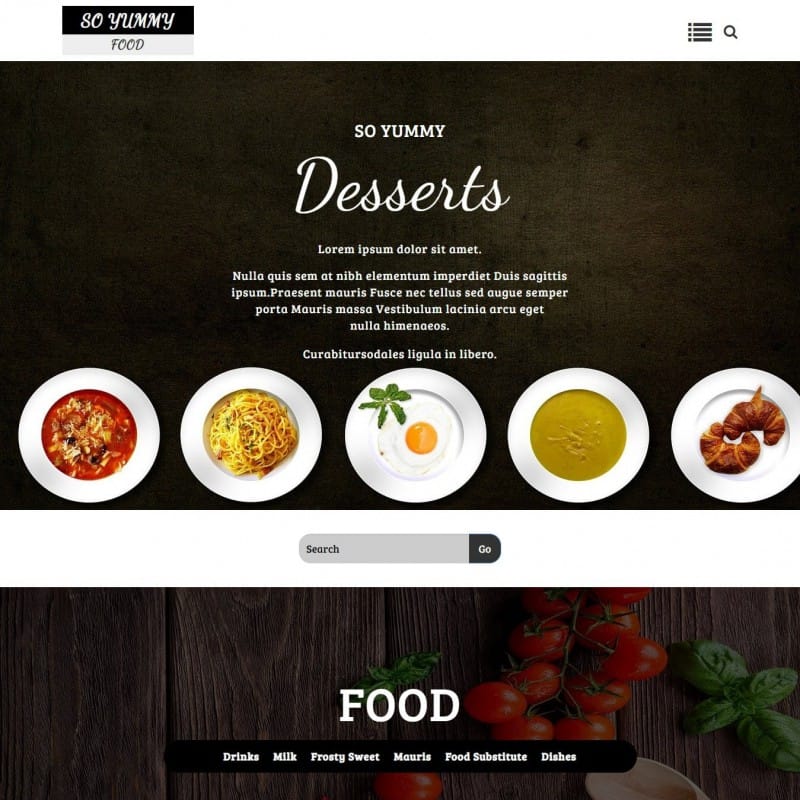 SO YUMMY
FOOD
SO YUMMY
Desserts
Lorem ipsum dolor sit amet.
Nulla quis sem at nibh elementum imperdiet Duis sagittis
ipsum.Praesent mauris Fusce nec tellus sed augue semper
porta Mauris massa Vestibulum lacinia arcu eget
nulla himenaeos.
Curabitursodales ligula in libero.
Search Go
FOOD
Drinks Milk Frosty Sweet Mauris Food Substitute Dishes